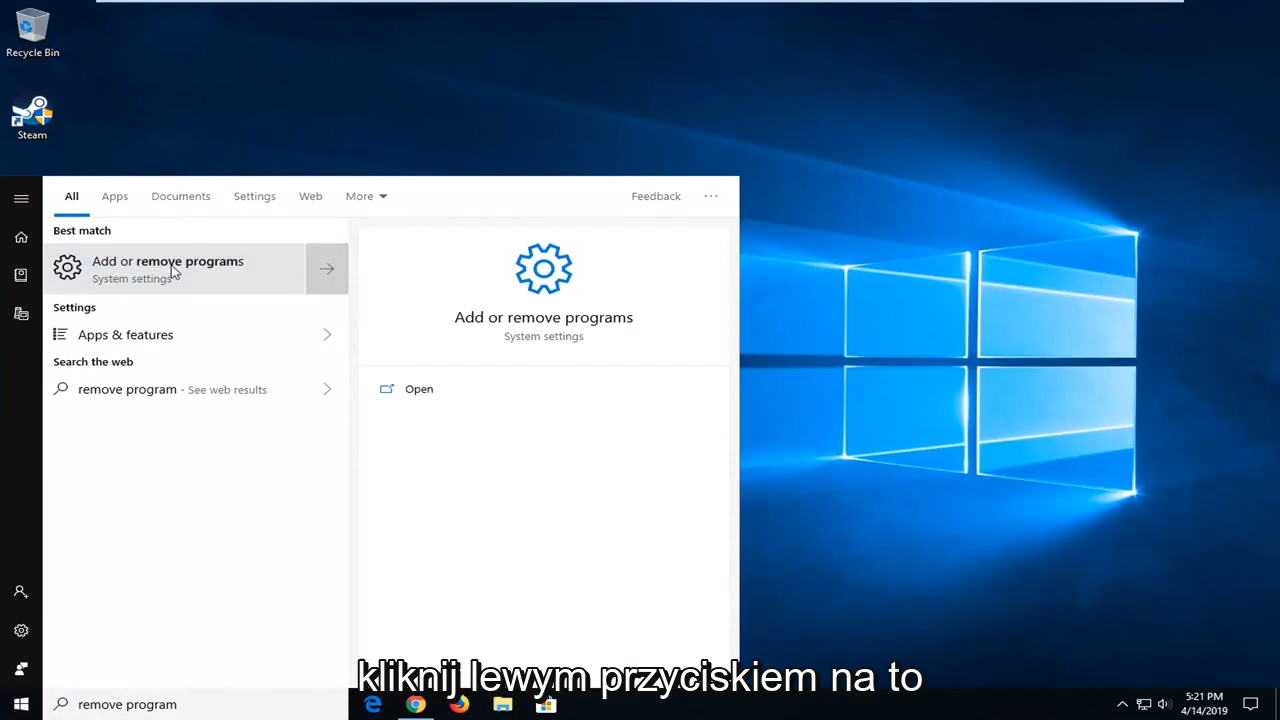 Recycle Bin
Steam
All Apps Documents Settings Web More Feedback ...
Best match
Add or remove programs
System settings
Settings
Apps & features
Search the web
remove program - See web results
Add or remove programs
System settings
Open
kliknij lewym przyciskiem na to
remove program
5:21 PM
4/14/2019